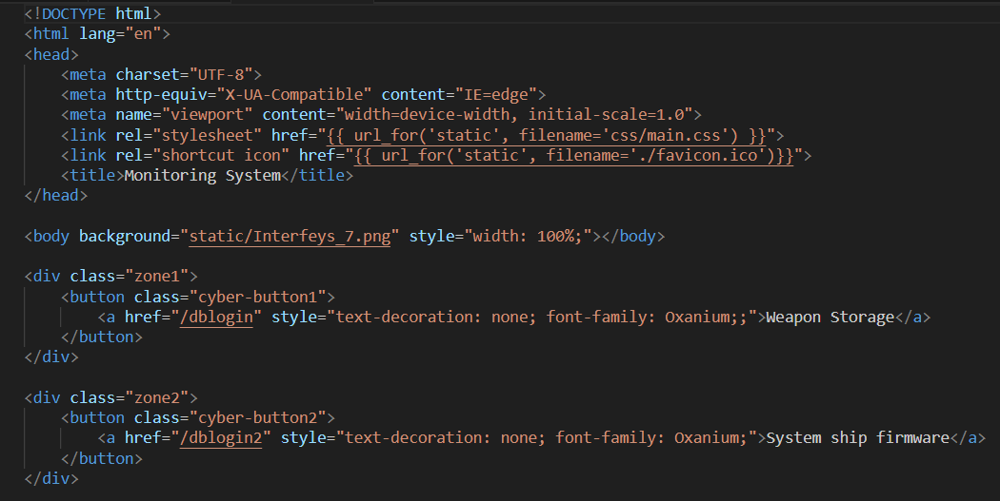 <!DOCTYPE html>
<html lang="en">
<head>
    <meta charset="UTF-8">
    <meta http-equiv="X-UA-Compatible" content="IE=edge">
    <meta name="viewport" content="width=device-width, initial-scale=1.0">
    <link rel="stylesheet" href="{{ url_for('static', filename='css/main.css') }}">
    <link rel="shortcut icon" href="{{ url_for('static', filename='./favicon.ico')}}">
    <title>Monitoring System</title>
</head>
<body background="static/Interfeys_7.png" style="width: 100%;"></body>
<div class="zone1">
    <button class="cyber-button1">
        <a href="/dblogin" style="text-decoration: none; font-family: Oxanium;;">Weapon Storage</a>
    </button>
</div>
<div class="zone2">
    <button class="cyber-button2">
        <a href="/dblogin2" style="text-decoration: none; font-family: Oxanium;">System ship firmware</a>
    </button>
</div>